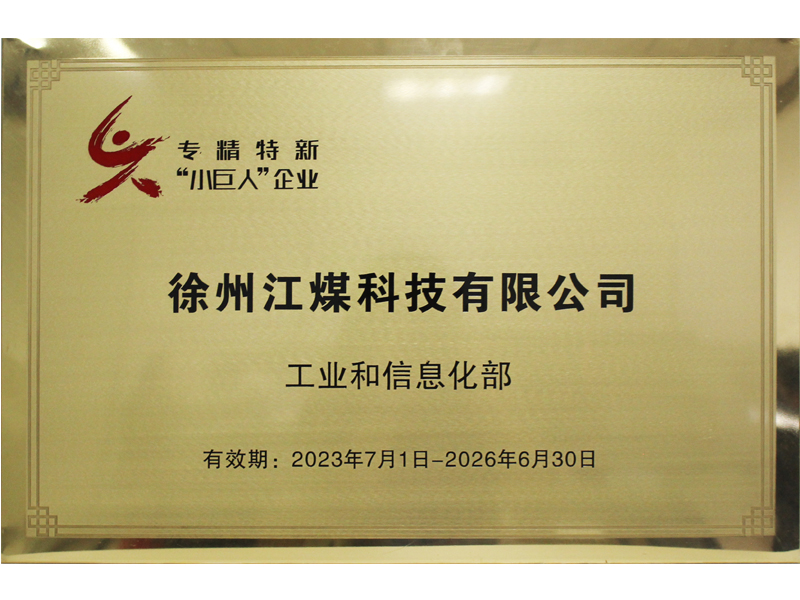 专精特新
“小巨人”企业
徐州江煤科技有限公司
工业和信息化部
有效期：2023年7月1日-2026年6月30日